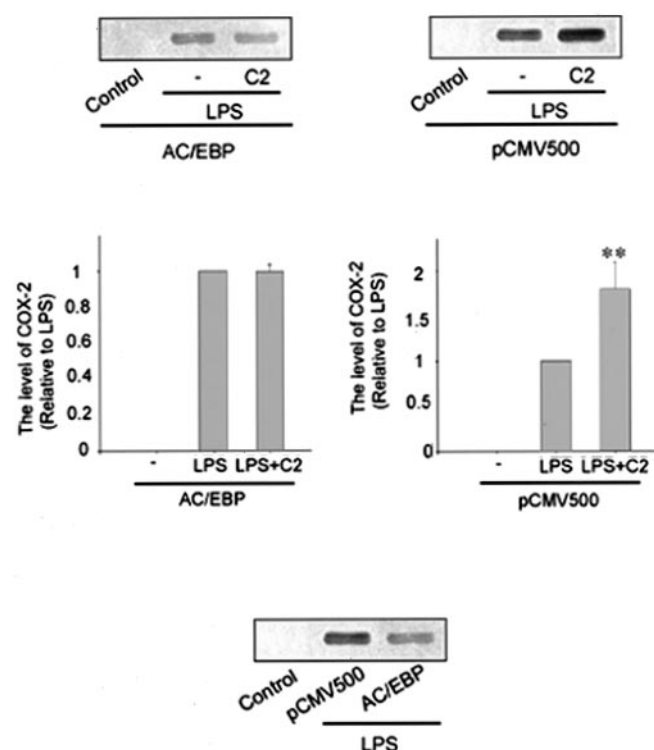 Control - C2
LPS
AC/EBP
Control - C2
LPS
pCMV500
The level of COX-2
(Relative to LPS)
1
0.8
0.6
0.4
0.2
0
- LPS LPS+C2
AC/EBP
The level of COX-2
(Relative to LPS)
2
1.5
1
0.5
0
**
- LPS LPS+C2
pCMV500
Control pCMV500 AC/EBP
LPS